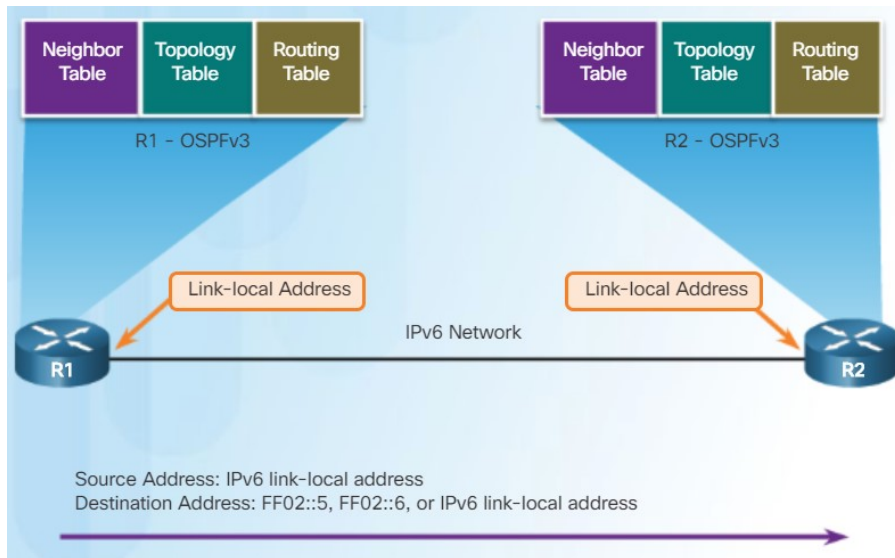 Neighbor Table
Topology Table
Routing Table
Neighbor Table
Topology Table
Routing Table
R1 - OSPFv3
R2 - OSPFv3
Link-local Address
Link-local Address
IPv6 Network
R1
R2
Source Address: IPv6 link-local address
Destination Address: FF02::5, FF02::6, or IPv6 link-local address